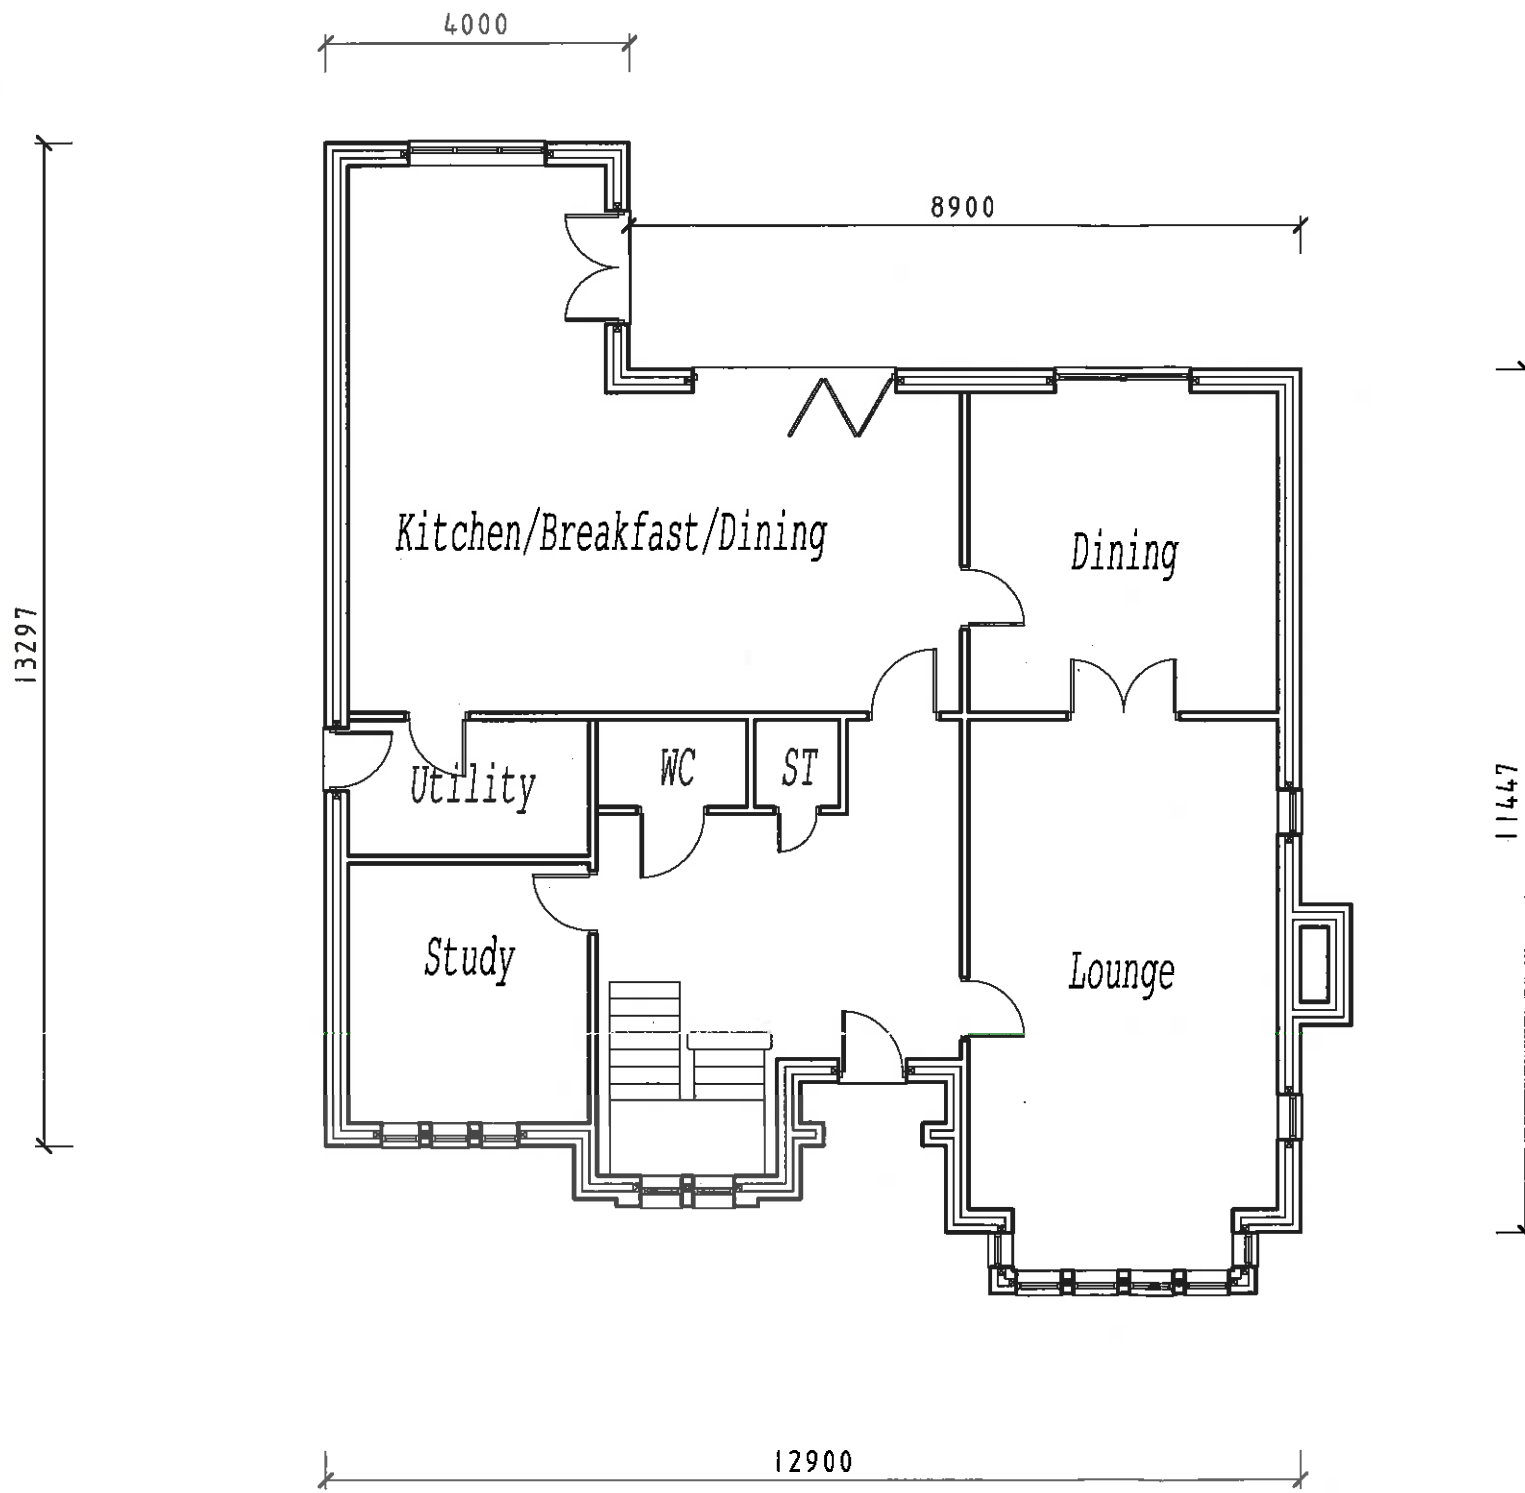 4000
8900
13297
Kitchen/Breakfast/Dining
Dining
Utility
WC
ST
11447
Study
Lounge
12900